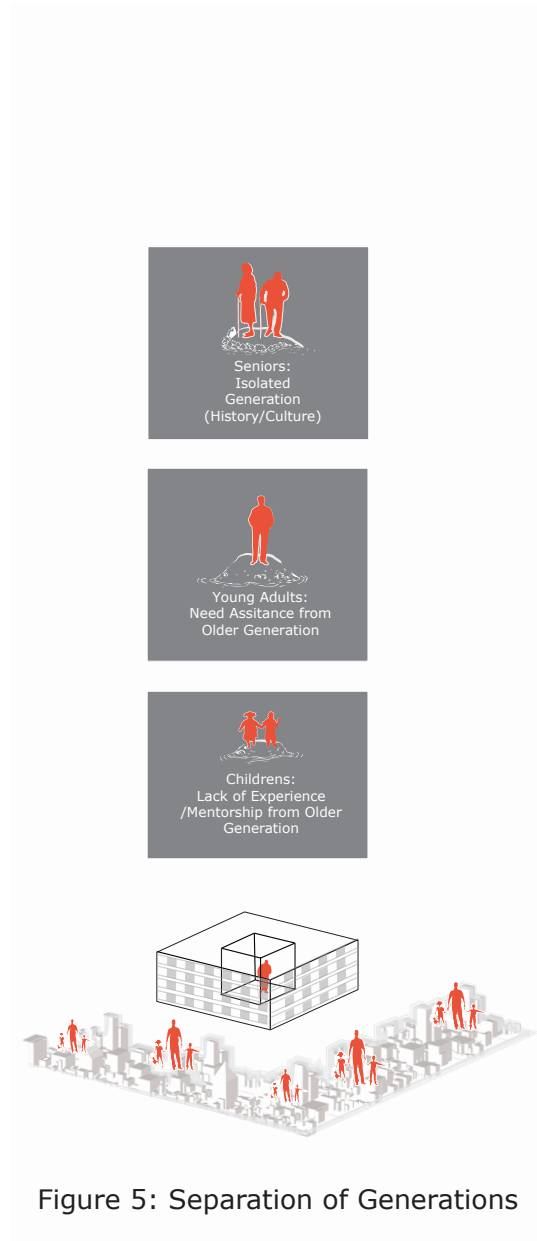 Seniors:
Isolated
Generation
(History/Culture)
Young Adults:
Need Assitance from
Older Generation
Childrens:
Lack of Experience
/Mentorship from Older
Generation
Figure 5: Separation of Generations